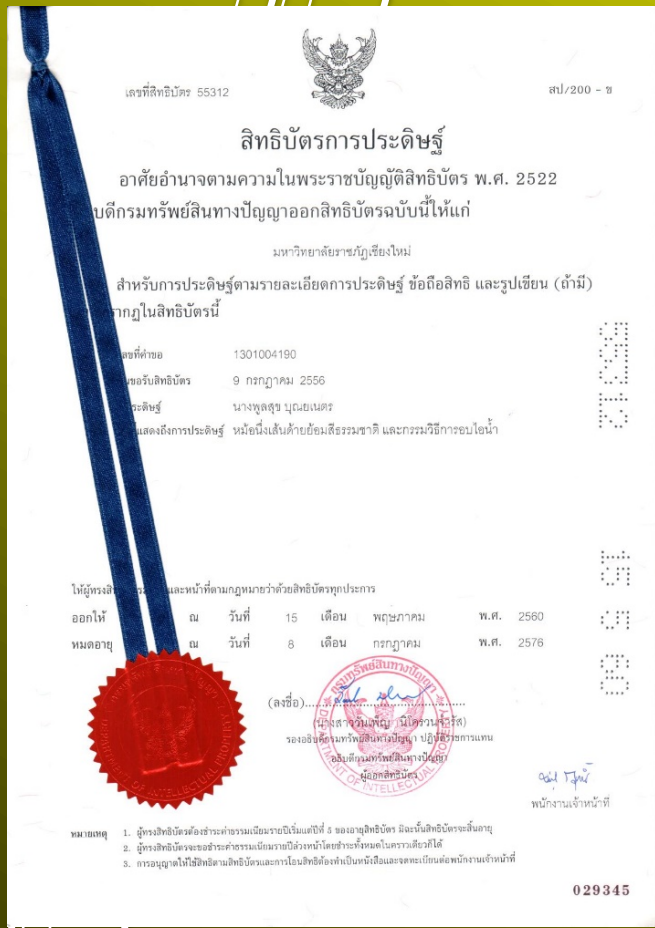 เลขที่สิทธิบัตร 55312
สป/200 - ข
สิทธิบัตรการประดิษฐ์
อาศัยอำนาจตามความในพระราชบัญญัติสิทธิบัตร พ.ศ. 2522
บดีกรมทรัพย์สินทางปัญญาออกสิทธิบัตรฉบับนี้ให้แก่
มหาวิทยาลัยราชภัฏเชียงใหม่
สำหรับการประดิษฐ์ตามรายละเอียดการประดิษฐ์ ข้อถือสิทธิ และรูปเขียน (ถ้ามี)
รากฏในสิทธิบัตรนี้
ลขที่คำขอ 1301004190
นขอรับสิทธิบัตร 9 กรกฎาคม 2556
ระดิษฐ์ นางพูลสุข บุณยเนตร
แสดงถึงการประดิษฐ์ หม้อนึ่งเส้นด้ายย้อมสีธรรมชาติ และกรรมวิธีการอบไอน้ำ
55312
ให้ผู้ทรงสิ และหน้าที่ตามกฎหมายว่าด้วยสิทธิบัตรทุกประการ
ออกให้ ณ วันที่ 15 เดือน พฤษภาคม พ.ศ. 2560
หมดอายุ ณ วันที่ 8 เดือน กรกฎาคม พ.ศ. 2576
กรมทรัพย์สินทางปัญญา
DEPARTMENT OF INTELLECTUAL PROPERTY
(ลงชื่อ)
รองอธิบดีกรมทรัพย์สินทางปัญญา ปฏิบัติราชการแทน
อธิบดีกรมทรัพย์สินทางปัญญา
ผู้ออกสิทธิบัตร
พนักงานเจ้าหน้าที่
DEPARTMENT OF INTELLECTUAL PROPERTY
หมายเหตุ 1. ผู้ทรงสิทธิบัตรต้องชำระค่าธรรมเนียมรายปีเริ่มแต่ปีที่ 5 ของอายุสิทธิบัตร มิฉะนั้นสิทธิบัตรจะสิ้นอายุ
2. ผู้ทรงสิทธิบัตรจะขอชำระค่าธรรมเนียมรายปีล่วงหน้าโดยชำระทั้งหมดในคราวเดียวก็ได้
3. การอนุญาตให้ใช้สิทธิตามสิทธิบัตรและการโอนสิทธิต้องทำเป็นหนังสือและจดทะเบียนต่อพนักงานเจ้าหน้าที่
029345